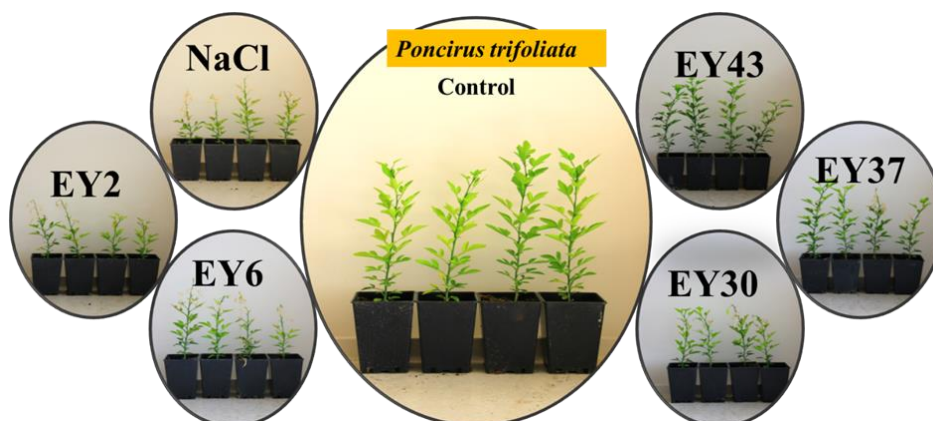 Poncirus trifoliata
Control
NaCl
EY2
EY6
EY43
EY37
EY30